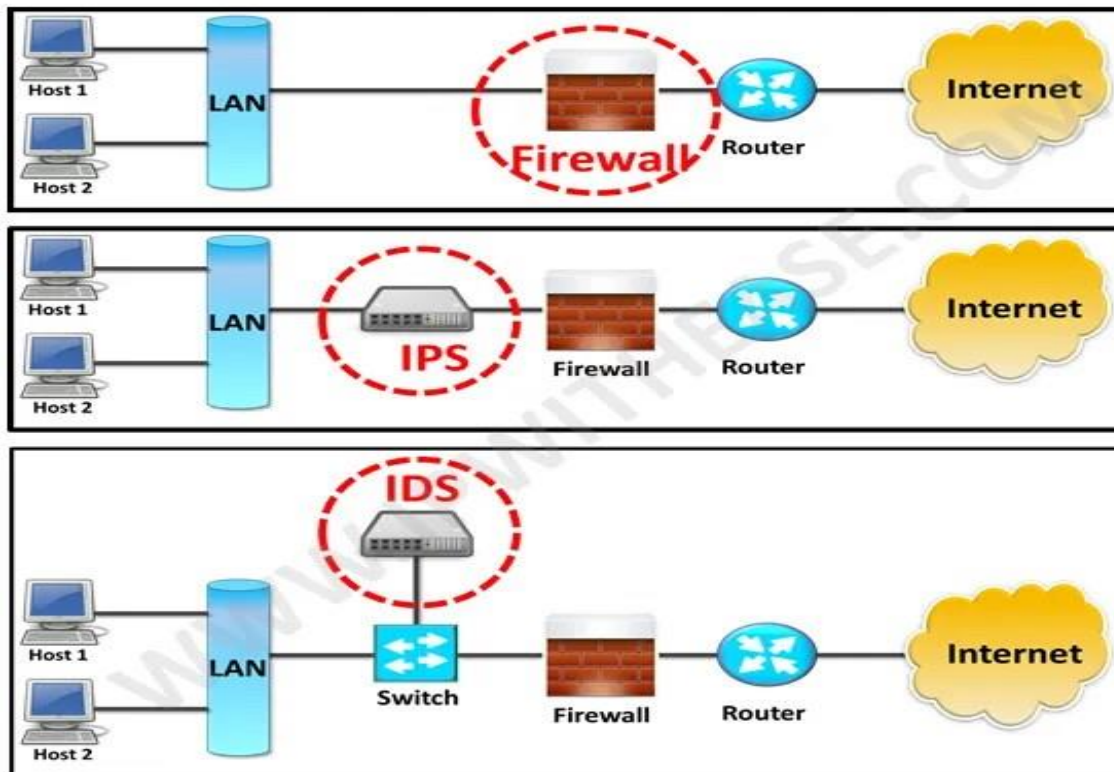 Host 1
LAN
Firewall
Router
Internet
Host 2
Host 1
LAN
IPS
Firewall
Router
Internet
Host 2
IDS
Host 1
LAN
Switch
Firewall
Router
Internet
Host 2